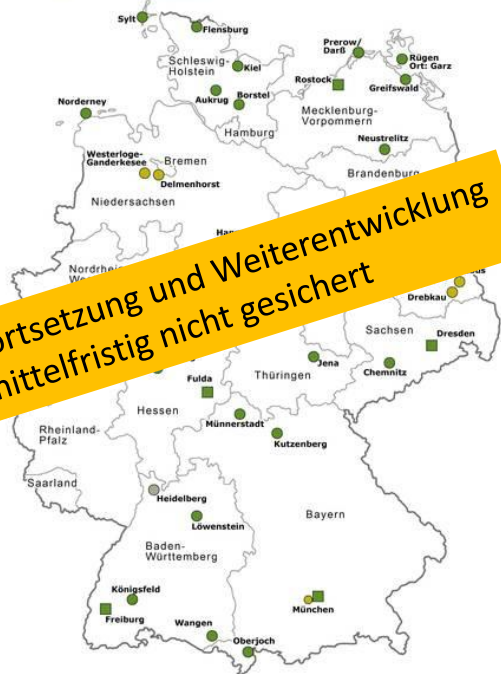 Sylt
Flensburg
Schleswig-
Holstein
Kiel
Prerow/
Darß
Rügen
Ort: Garz
Rostock
Greifswald
Aukrug
Borstel
Norderney
Mecklenburg-
Vorpommern
Hamburg
Neustrelitz
Westerloge-
Ganderkesee
Bremen
Delmenhorst
Brandenburg
Niedersachsen
ortsetzung und Weiterentwicklung
mittelfristig nicht gesichert
Drebkau
Sachsen
Dresden
Jena
Chemnitz
Fulda
Thüringen
Hessen
Münnerstadt
Rheinland-
Pfalz
Kutzenberg
Saarland
Heidelberg
Löwenstein
Bayern
Baden-
Württemberg
Königsfeld
München
Freiburg
Wangen
Oberjoch